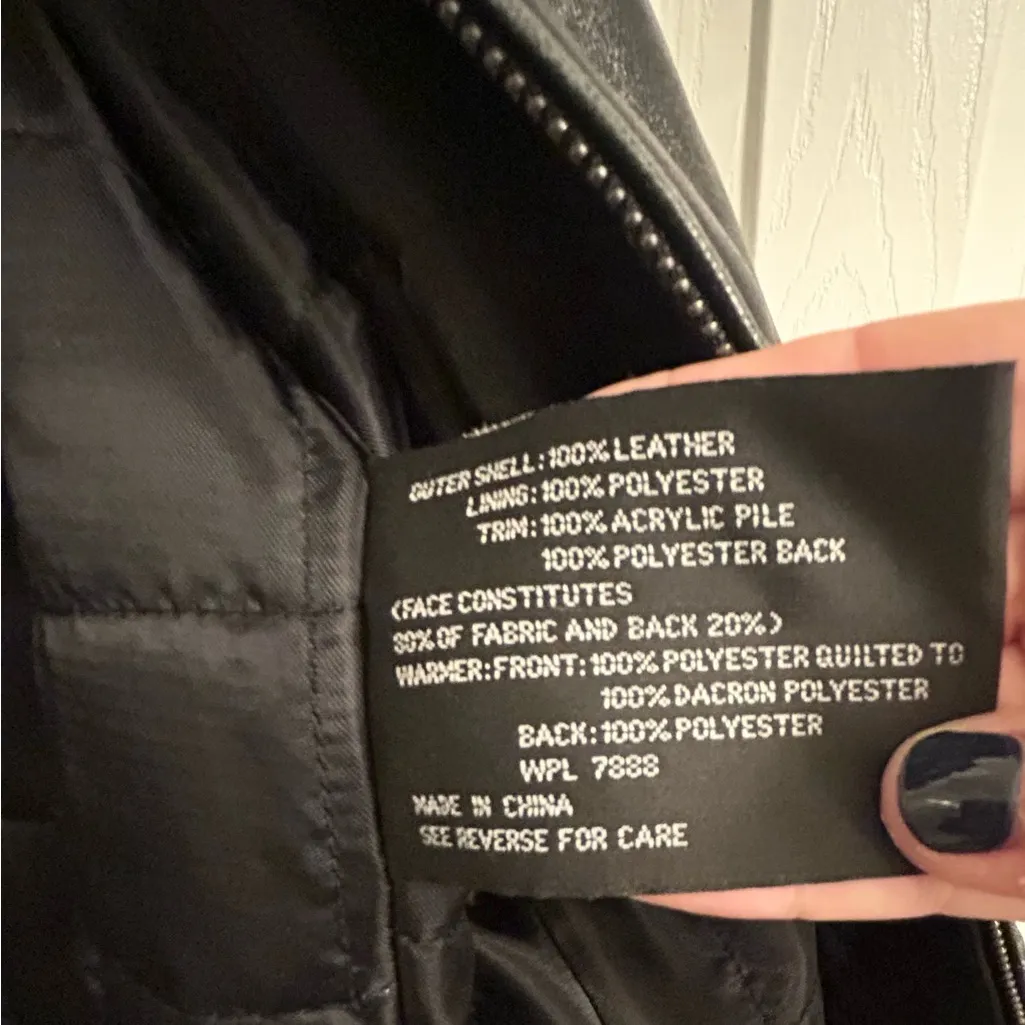 OUTER SHELL:100% LEATHER
LINING:100% POLYESTER
TRIM:100% ACRYLIC PILE
100% POLYESTER BACK
(FACE CONSTITUTES
80% OF FABRIC AND BACK 20%)
WARMER:FRONT:100% POLYESTER QUILTED TO
100% DACRON POLYESTER
BACK:100% POLYESTER
WPL 7888
MADE IN CHINA
SEE REVERSE FOR CARE